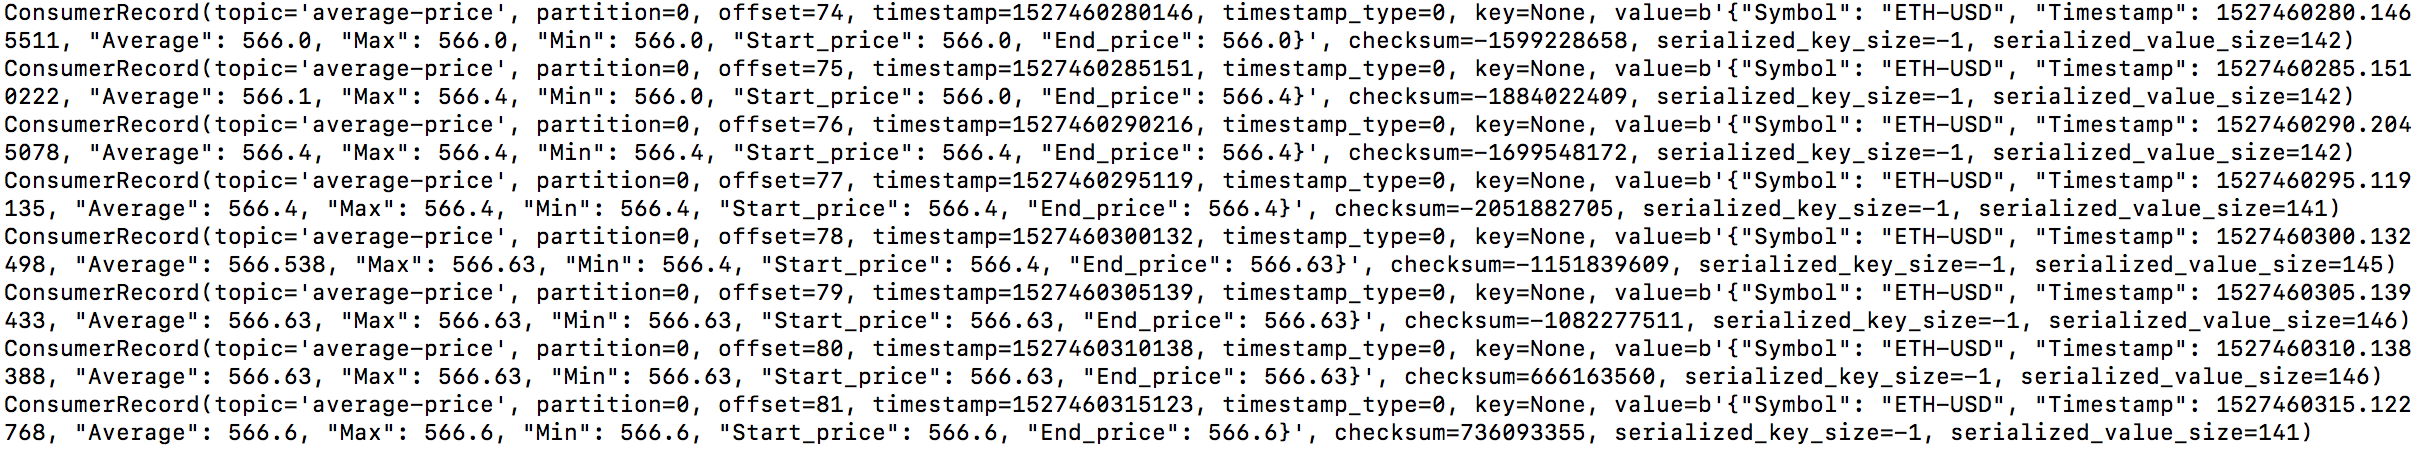 ConsumerRecord(topic='average-price', partition=0, offset=74, timestamp=1527460280146, timestamp_type=0, key=None, value=b'{"Symbol": "ETH-USD", "Timestamp": 1527460280.146
5511, "Average": 566.0, "Max": 566.0, "Min": 566.0, "Start_price": 566.0, "End_price": 566.0}', checksum=-1599228658, serialized_key_size=-1, serialized_value_size=142)
ConsumerRecord(topic='average-price', partition=0, offset=75, timestamp=1527460285151, timestamp_type=0, key=None, value=b'{"Symbol": "ETH-USD", "Timestamp": 1527460285.151
0222, "Average": 566.1, "Max": 566.4, "Min": 566.0, "Start_price": 566.0, "End_price": 566.4}', checksum=-1884022409, serialized_key_size=-1, serialized_value_size=142)
ConsumerRecord(topic='average-price', partition=0, offset=76, timestamp=1527460290216, timestamp_type=0, key=None, value=b'{"Symbol": "ETH-USD", "Timestamp": 1527460290.204
5078, "Average": 566.4, "Max": 566.4, "Min": 566.4, "Start_price": 566.4, "End_price": 566.4}', checksum=-1699548172, serialized_key_size=-1, serialized_value_size=142)
ConsumerRecord(topic='average-price', partition=0, offset=77, timestamp=1527460295119, timestamp_type=0, key=None, value=b'{"Symbol": "ETH-USD", "Timestamp": 1527460295.119
135, "Average": 566.4, "Max": 566.4, "Min": 566.4, "Start_price": 566.4, "End_price": 566.4}', checksum=-2051882705, serialized_key_size=-1, serialized_value_size=141)
ConsumerRecord(topic='average-price', partition=0, offset=78, timestamp=1527460300132, timestamp_type=0, key=None, value=b'{"Symbol": "ETH-USD", "Timestamp": 1527460300.132
498, "Average": 566.538, "Max": 566.63, "Min": 566.4, "Start_price": 566.4, "End_price": 566.63}', checksum=-1151839609, serialized_key_size=-1, serialized_value_size=145)
ConsumerRecord(topic='average-price', partition=0, offset=79, timestamp=1527460305139, timestamp_type=0, key=None, value=b'{"Symbol": "ETH-USD", "Timestamp": 1527460305.139
433, "Average": 566.63, "Max": 566.63, "Min": 566.63, "Start_price": 566.63, "End_price": 566.63}', checksum=-1082277511, serialized_key_size=-1, serialized_value_size=146)
ConsumerRecord(topic='average-price', partition=0, offset=80, timestamp=1527460310138, timestamp_type=0, key=None, value=b'{"Symbol": "ETH-USD", "Timestamp": 1527460310.138
388, "Average": 566.63, "Max": 566.63, "Min": 566.63, "Start_price": 566.63, "End_price": 566.63}', checksum=666163560, serialized_key_size=-1, serialized_value_size=146)
ConsumerRecord(topic='average-price', partition=0, offset=81, timestamp=1527460315123, timestamp_type=0, key=None, value=b'{"Symbol": "ETH-USD", "Timestamp": 1527460315.122
768, "Average": 566.6, "Max": 566.6, "Min": 566.6, "Start_price": 566.6, "End_price": 566.6}', checksum=736093355, serialized_key_size=-1, serialized_value_size=141)